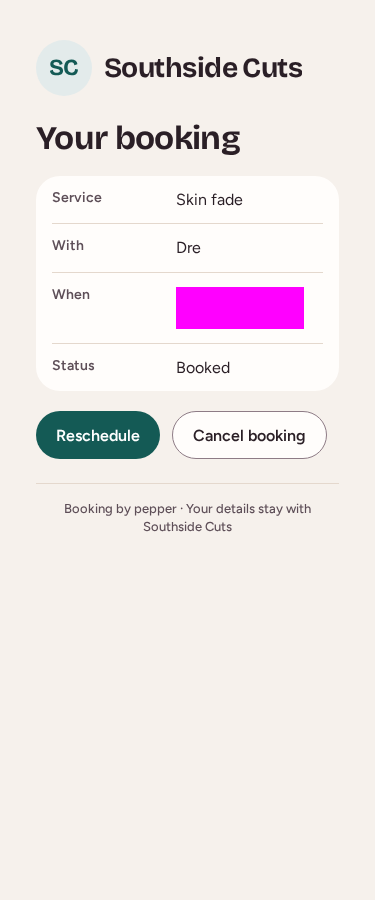 SC
Southside Cuts
Your booking
Service
Skin fade
With
Dre
When
Status
Booked
Reschedule
Cancel booking
Booking by pepper · Your details stay with
Southside Cuts